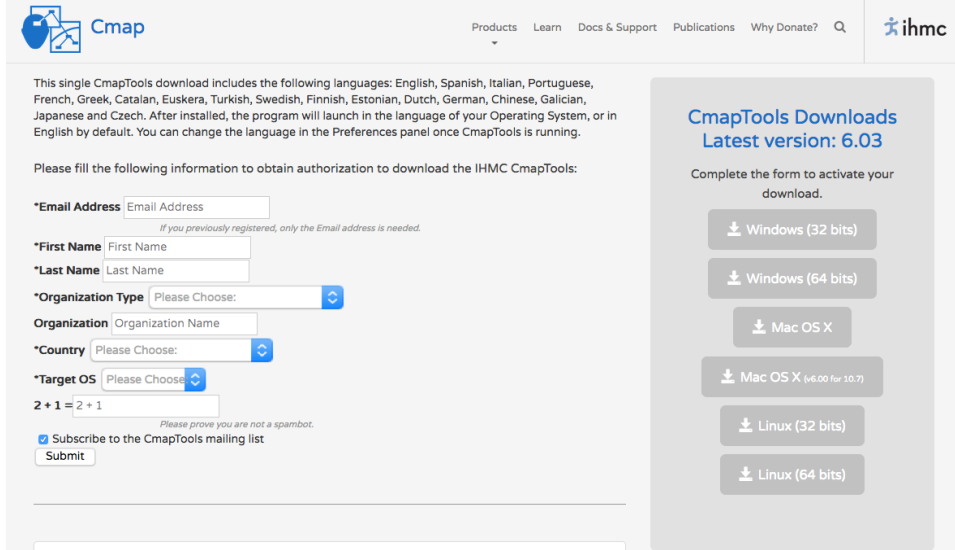 Cmap
Products Learn Docs & Support Publications Why Donate?
ihmc
This single CmapTools download includes the following languages: English, Spanish, Italian, Portuguese,
French, Greek, Catalan, Euskera, Turkish, Swedish, Finnish, Estonian, Dutch, German, Chinese, Galician,
Japanese and Czech. After installed, the program will launch in the language of your Operating System, or in
English by default. You can change the language in the Preferences panel once CmapTools is running.
Please fill the following information to obtain authorization to download the IHMC CmapTools:
*Email Address Email Address
If you previously registered, only the Email address is needed.
*First Name First Name
*Last Name Last Name
*Organization Type Please Choose:
Organization Organization Name
*Country Please Choose:
*Target OS Please Choose
2 + 1 = 2 + 1
Please prove you are not a spambot.
Subscribe to the CmapTools mailing list
Submit
CmapTools Downloads
Latest version: 6.03
Complete the form to activate your
download.
Windows (32 bits)
Windows (64 bits)
Mac OS X
Mac OS X (v6.00 for 10.7)
Linux (32 bits)
Linux (64 bits)